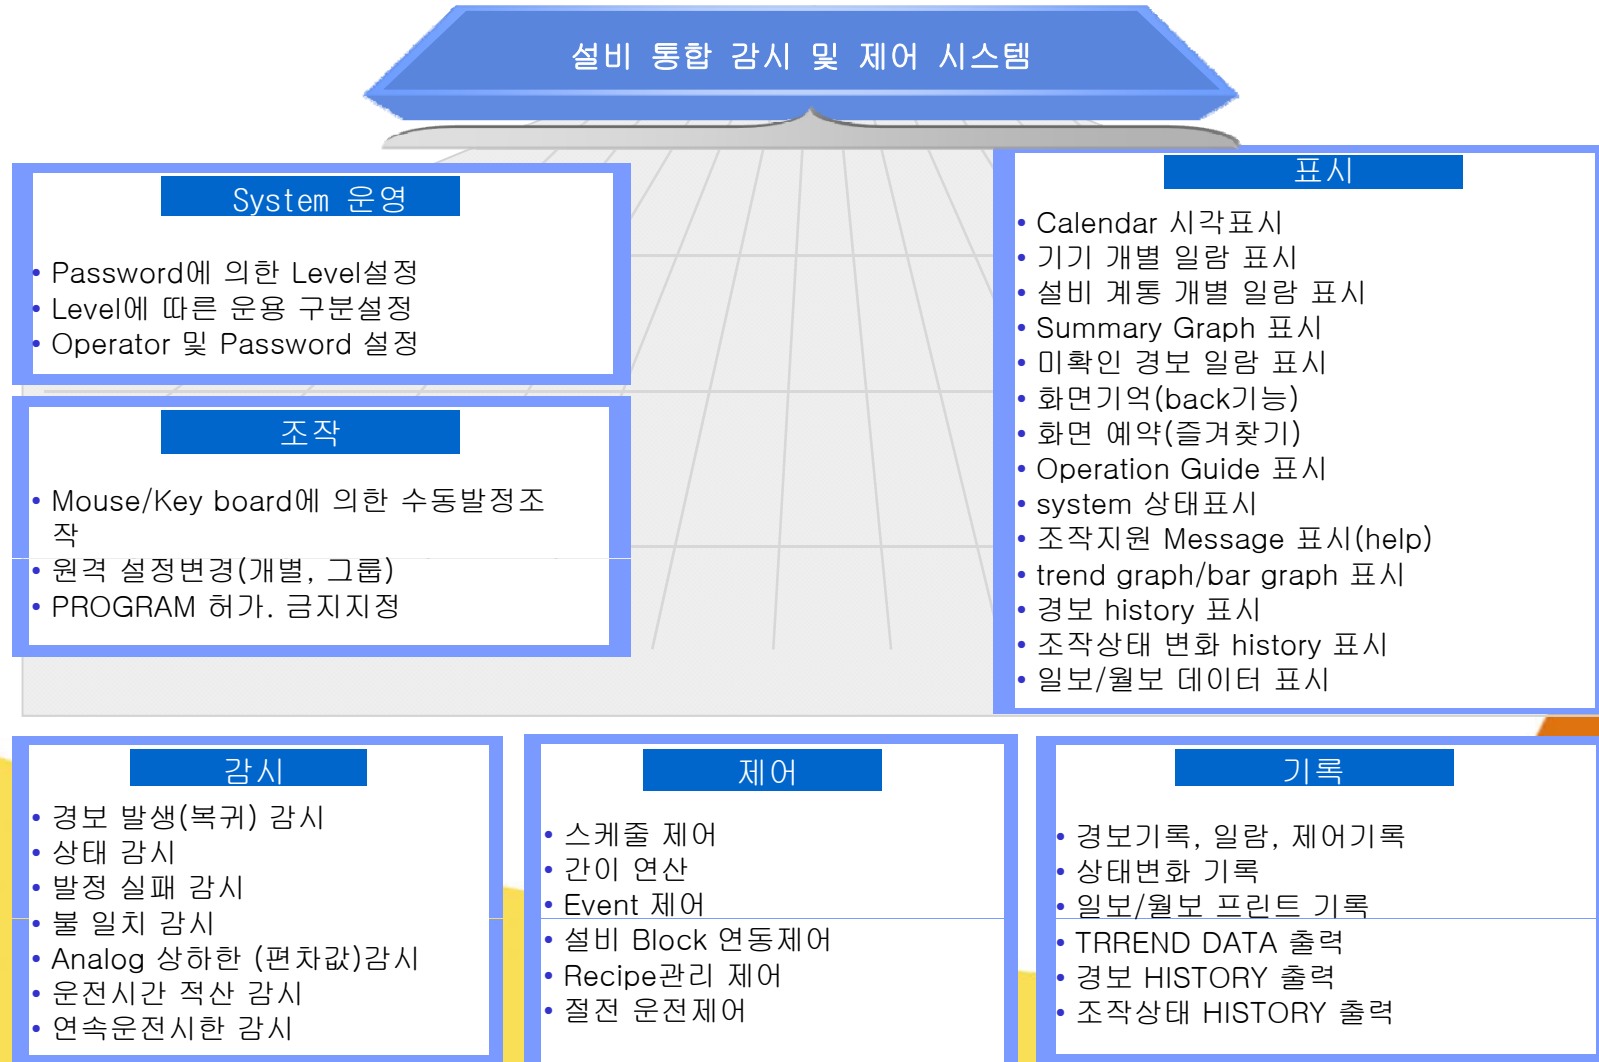 설비 통합 감시 및 제어 시스템
System 운영
• Password에 의한 Level설정
• Level에 따른 운용 구분설정
• Operator 및 Password 설정
조작
• Mouse/Key board에 의한 수동발정조
작
• 원격 설정변경(개별, 그룹)
• PROGRAM 허가. 금지지정
표시
• Calendar 시각표시
• 기기 개별 일람 표시
• 설비 계통 개별 일람 표시
• Summary Graph 표시
• 미확인 경보 일람 표시
• 화면기억(back기능)
• 화면 예약(즐겨찾기)
• Operation Guide 표시
• system 상태표시
• 조작지원 Message 표시(help)
• trend graph/bar graph 표시
• 경보 history 표시
• 조작상태 변화 history 표시
• 일보/월보 데이터 표시
감시
• 경보 발생(복귀) 감시
• 상태 감시
• 발정 실패 감시
• 불 일치 감시
• Analog 상하한 (편차값)감시
• 운전시간 적산 감시
• 연속운전시한 감시
제어
• 스케줄 제어
• 간이 연산
• Event 제어
• 설비 Block 연동제어
• Recipe관리 제어
• 절전 운전제어
기록
• 경보기록, 일람, 제어기록
• 상태변화 기록
• 일보/월보 프린트 기록
• TRREND DATA 출력
• 경보 HISTORY 출력
• 조작상태 HISTORY 출력